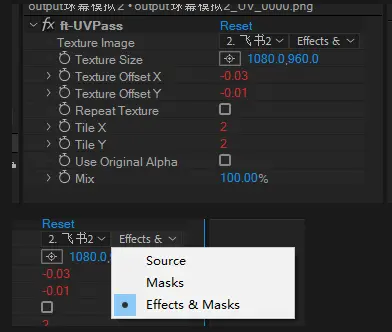 output球幕模拟2\output球幕模拟2_UV_0000.png
fx ft-UVPass Reset
Texture Image 2. 飞书2 Effects &
Texture Size 1080.0,960.0
Texture Offset X -0.03
Texture Offset Y -0.01
Repeat Texture
Tile X 2
Tile Y 2
Use Original Alpha
Mix 100.00%
Reset
2. 飞书2 Effects &
1080.0,960
-0.03
-0.01
Source
Masks
Effects & Masks